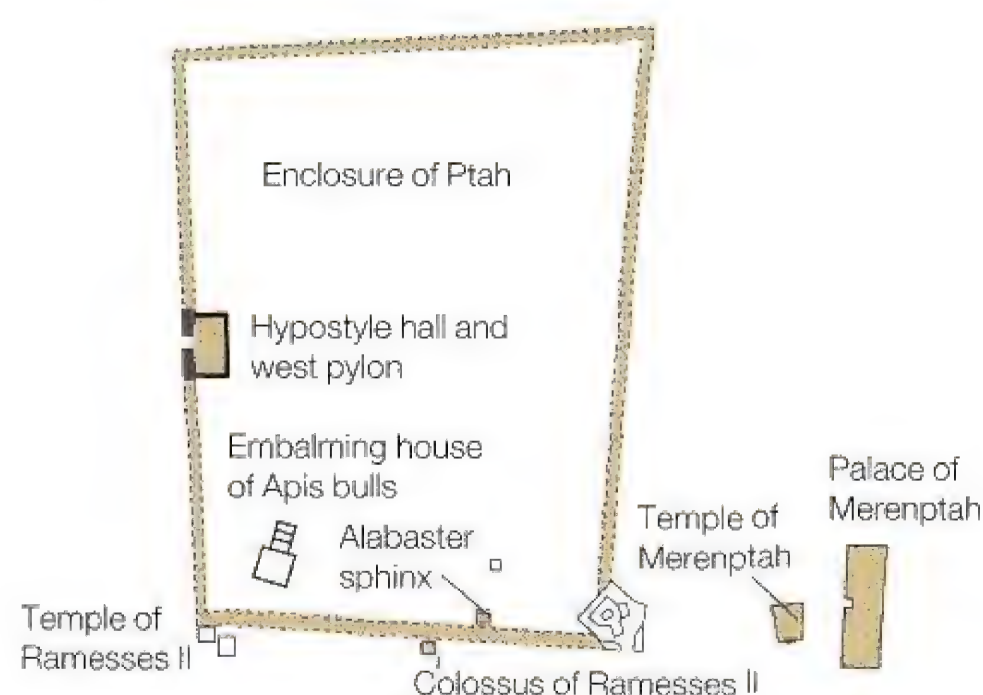 Enclosure of Ptah
Hypostyle hall and
west pylon
Embalming house
of Apis bulls
Alabaster
sphinx
Temple of
Merenptah
Palace of
Merenptah
Temple of
Ramesses II
Colossus of Ramesses II